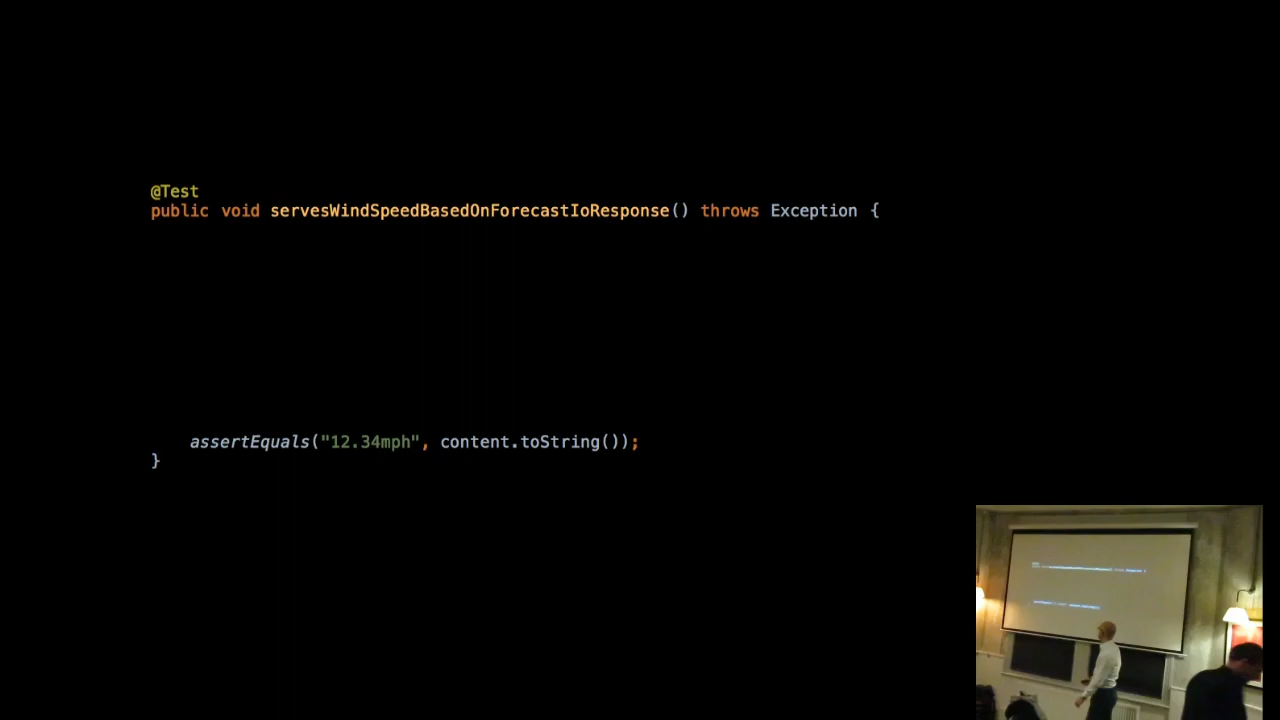 @Test
public void servesWindSpeedBasedOnForecastIoResponse() throws Exception {
assertEquals("12.34mph", content.toString());
}